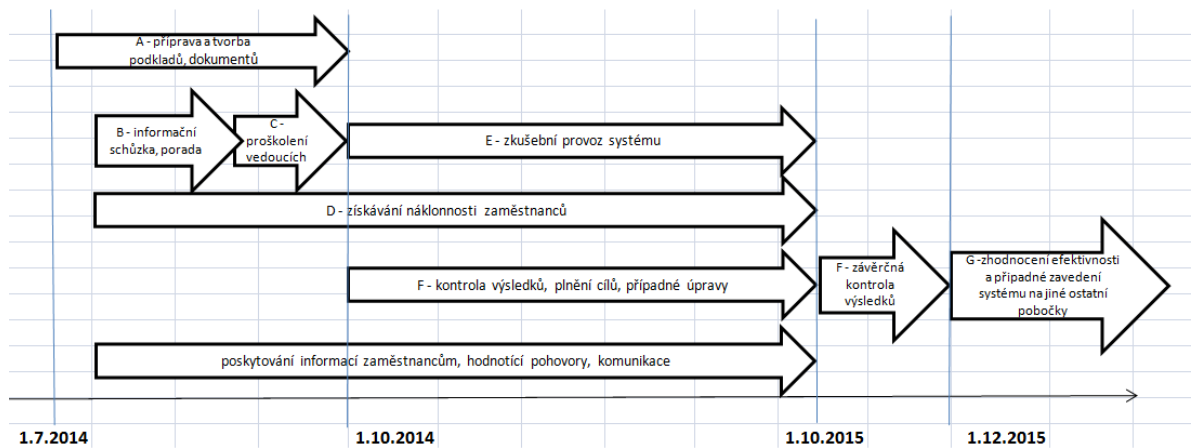 A - příprava a tvorba
podkladů, dokumentů
B - informační
schůzka, porada
C -
proškolení
vedoucích
E - zkušební provoz systému
D - získávání náklonnosti zaměstnanců
F - kontrola výsledků, plnění cílů, případné úpravy
F - závěrčná
kontrola
výsledků
G -zhodnocení efektivnosti
a připadné zavedení
systému na jiné ostatní
pobočky
poskytování informací zaměstnancům, hodnotící pohovory, komunikace
1.7.2014
1.10.2014
1.10.2015
1.12.2015